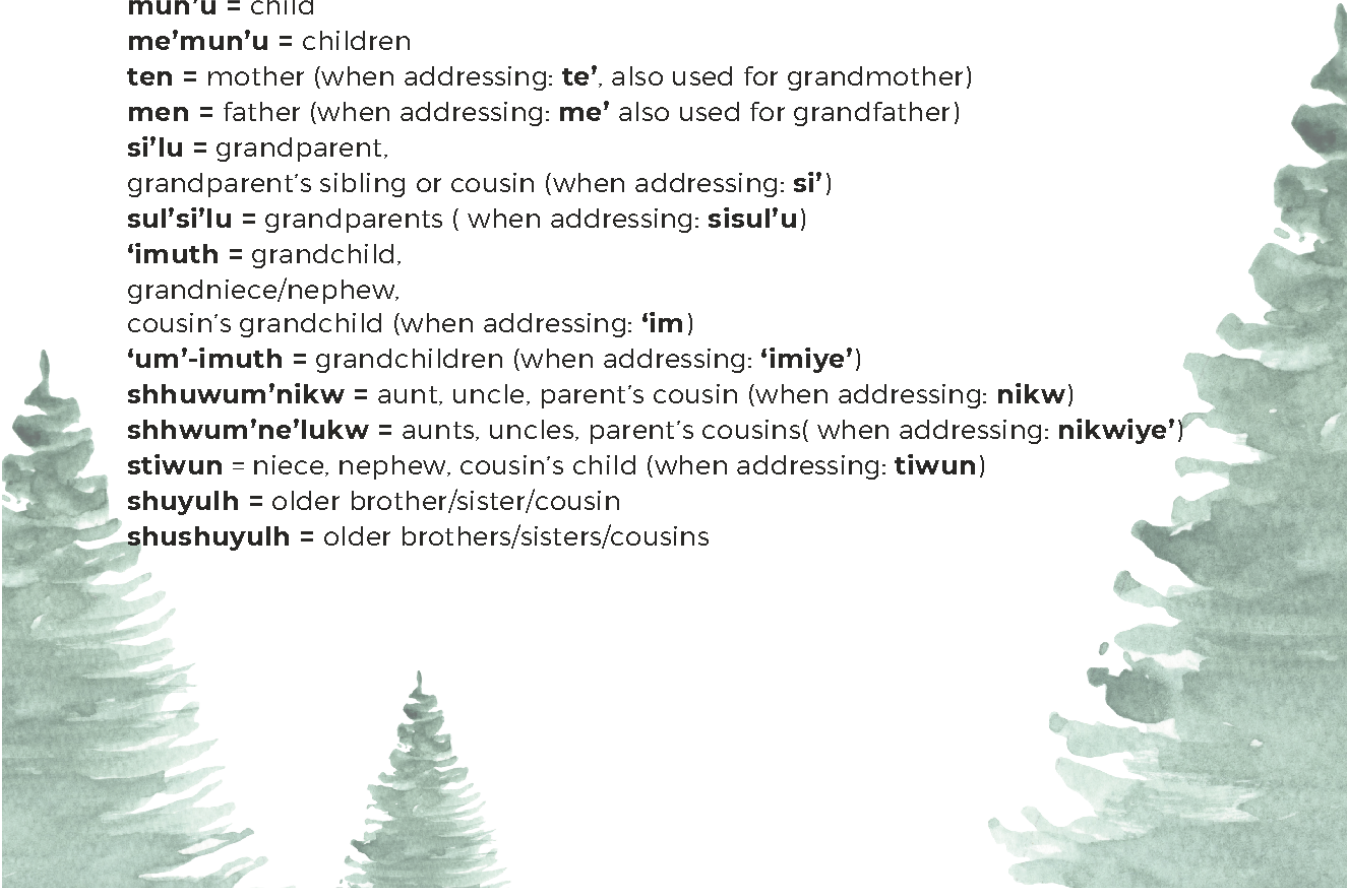 mun’u = child
me’mun’u = children
ten = mother (when addressing: te’, also used for grandmother)
men = father (when addressing: me’ also used for grandfather)
si’lu = grandparent,
grandparent’s sibling or cousin (when addressing: si’)
sul’si’lu = grandparents ( when addressing: sisul’u)
‘imuth = grandchild,
grandniece/nephew,
cousin’s grandchild (when addressing: ‘im)
‘um’-imuth = grandchildren (when addressing: ‘imiye’)
shhuwum’nikw = aunt, uncle, parent’s cousin (when addressing: nikw)
shhwum’ne’lukw = aunts, uncles, parent’s cousins( when addressing: nikwiye’)
stiwun = niece, nephew, cousin’s child (when addressing: tiwun)
shuyulh = older brother/sister/cousin
shushuyulh = older brothers/sisters/cousins